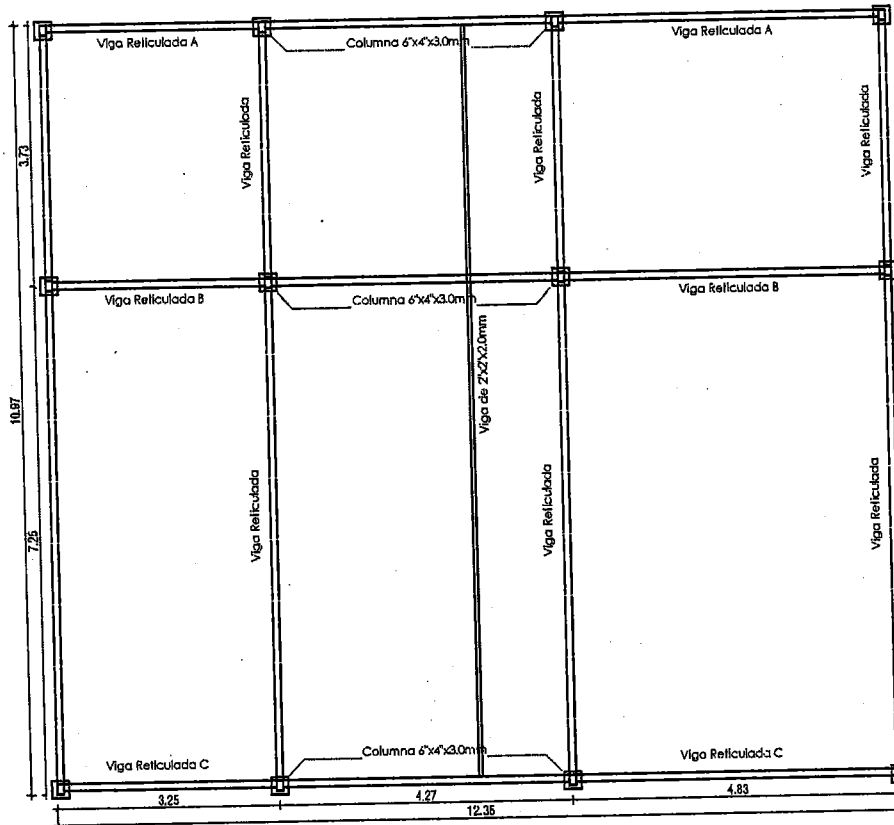 Viga Reticulada A
Columna 6"x4"x3.0mm
Viga Reticulada A
Viga Reticulada
Viga Reticulada
Viga Reticulada
3.73
Viga Reticulada B
Columna 6"x4"x3.0mm
Viga Reticulada B
Viga de 2"x2"x2.0mm
10.97
7.25
Viga Reticulada
Viga Reticulada
Viga Reticulada
Viga Reticulada C
Columna 6"x4"x3.0mm
Viga Reticulada C
3.25
4.27
4.83
12.35